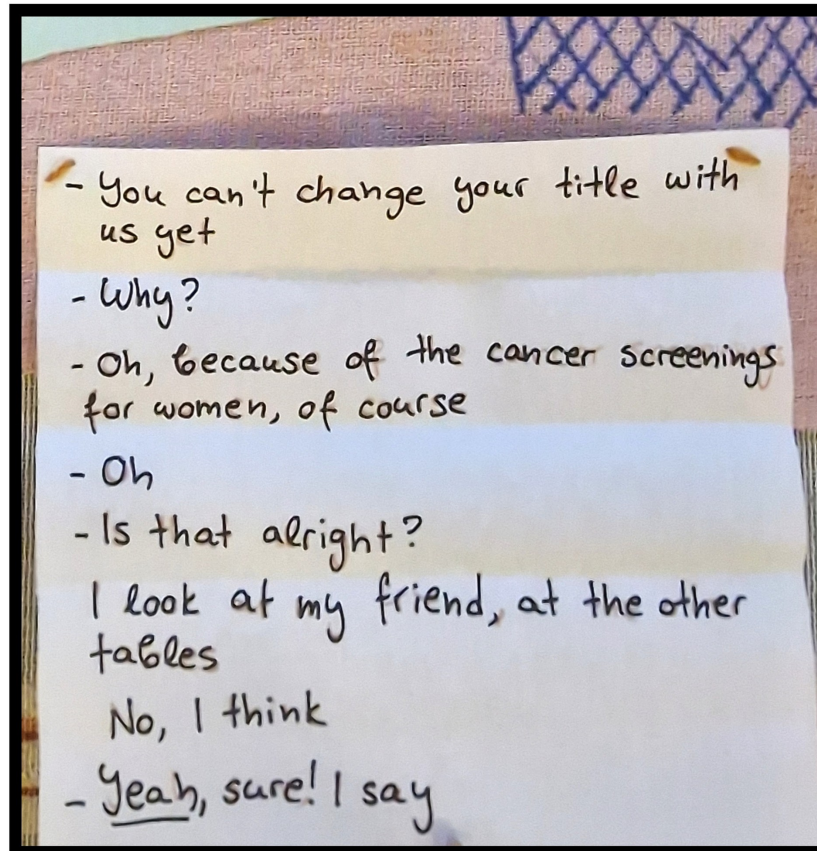 - You can't change your title with
us yet
- Why?
- Oh, because of the cancer screenings
for women, of course
- Oh
- Is that alright?
I look at my friend, at the other
tables
No, I think
- Yeah, sure! I say